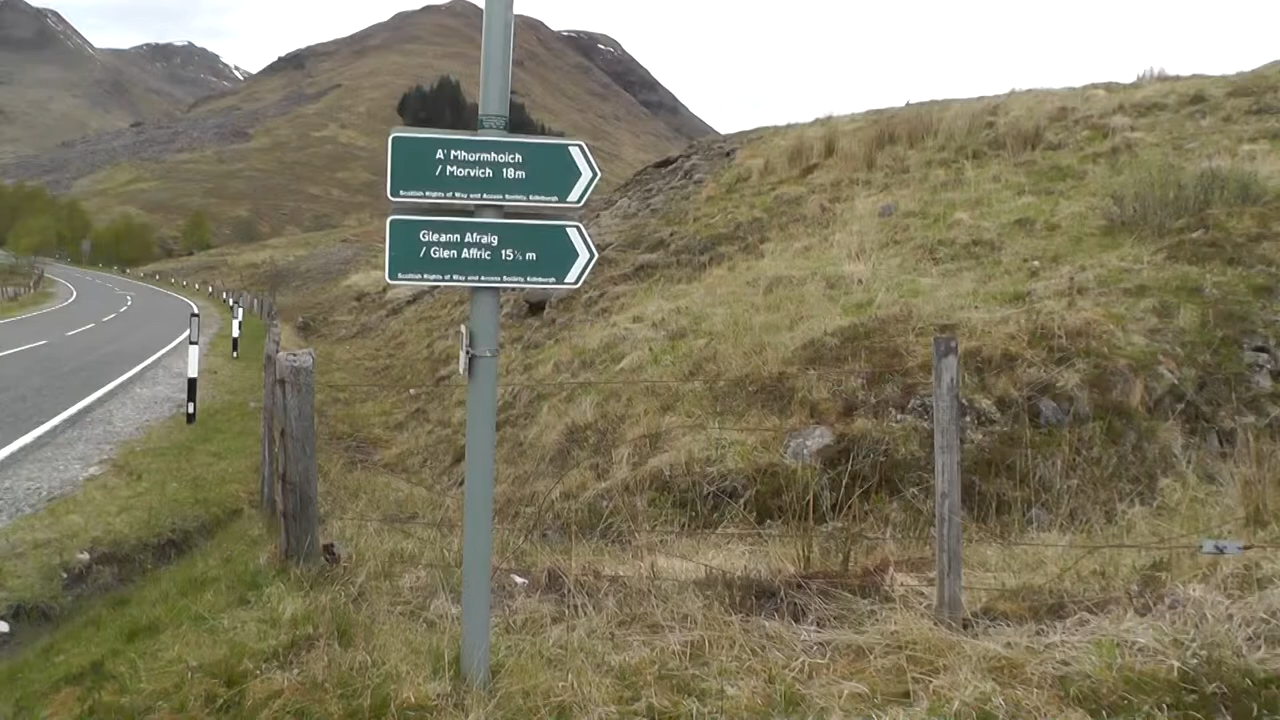 A' Mhormhoich
/ Morvich 18m
Scottish Rights of Way and Access Society, Edinburgh
Gleann Afraig
/ Glen Affric 15½ m
Scottish Rights of Way and Access Society, Edinburgh